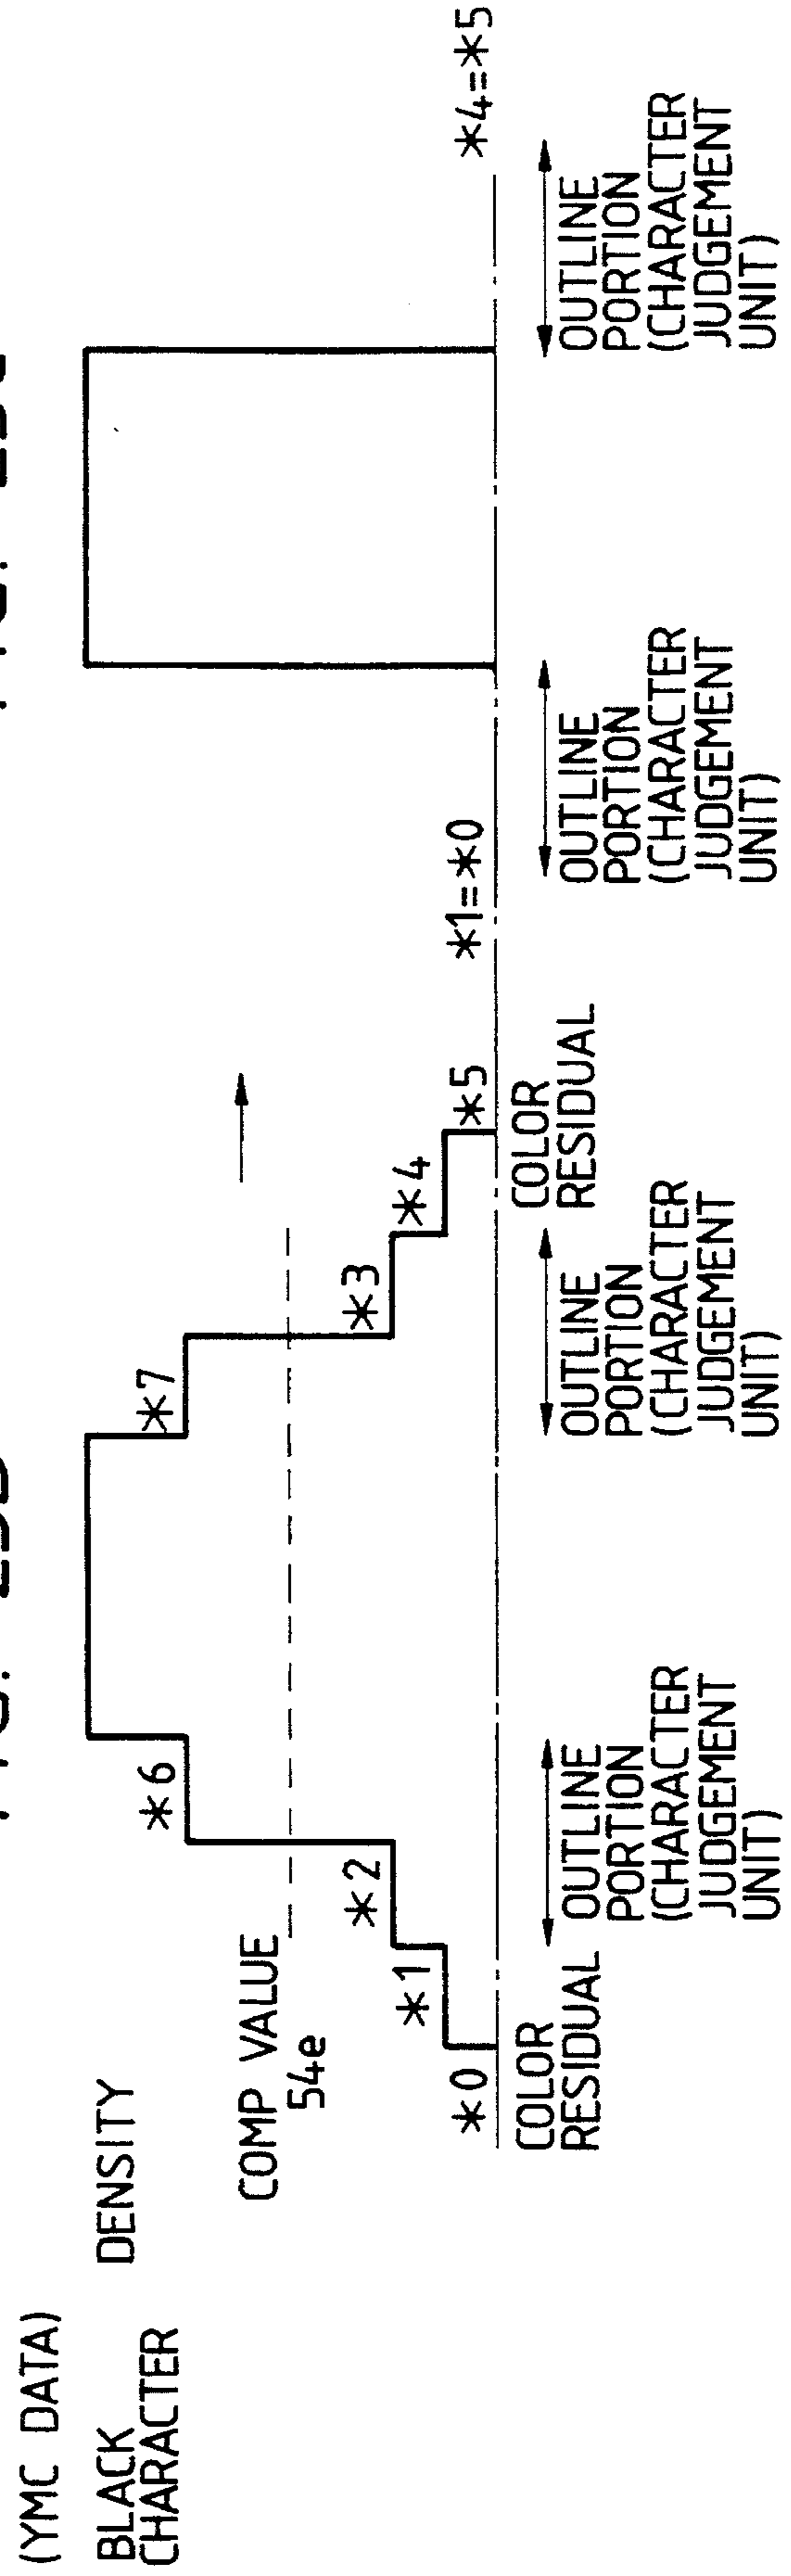 (YMC DATA)
BLACK
CHARACTER
DENSITY
COMP VALUE
54e
*0
*1
*2
*6
*7
*3
*4
*5
*1=*0
*4=*5
COLOR
RESIDUAL
OUTLINE
PORTION
(CHARACTER
JUDGEMENT
UNIT)
OUTLINE
PORTION
(CHARACTER
JUDGEMENT
UNIT)
COLOR
RESIDUAL
OUTLINE
PORTION
(CHARACTER
JUDGEMENT
UNIT)
OUTLINE
PORTION
(CHARACTER
JUDGEMENT
UNIT)